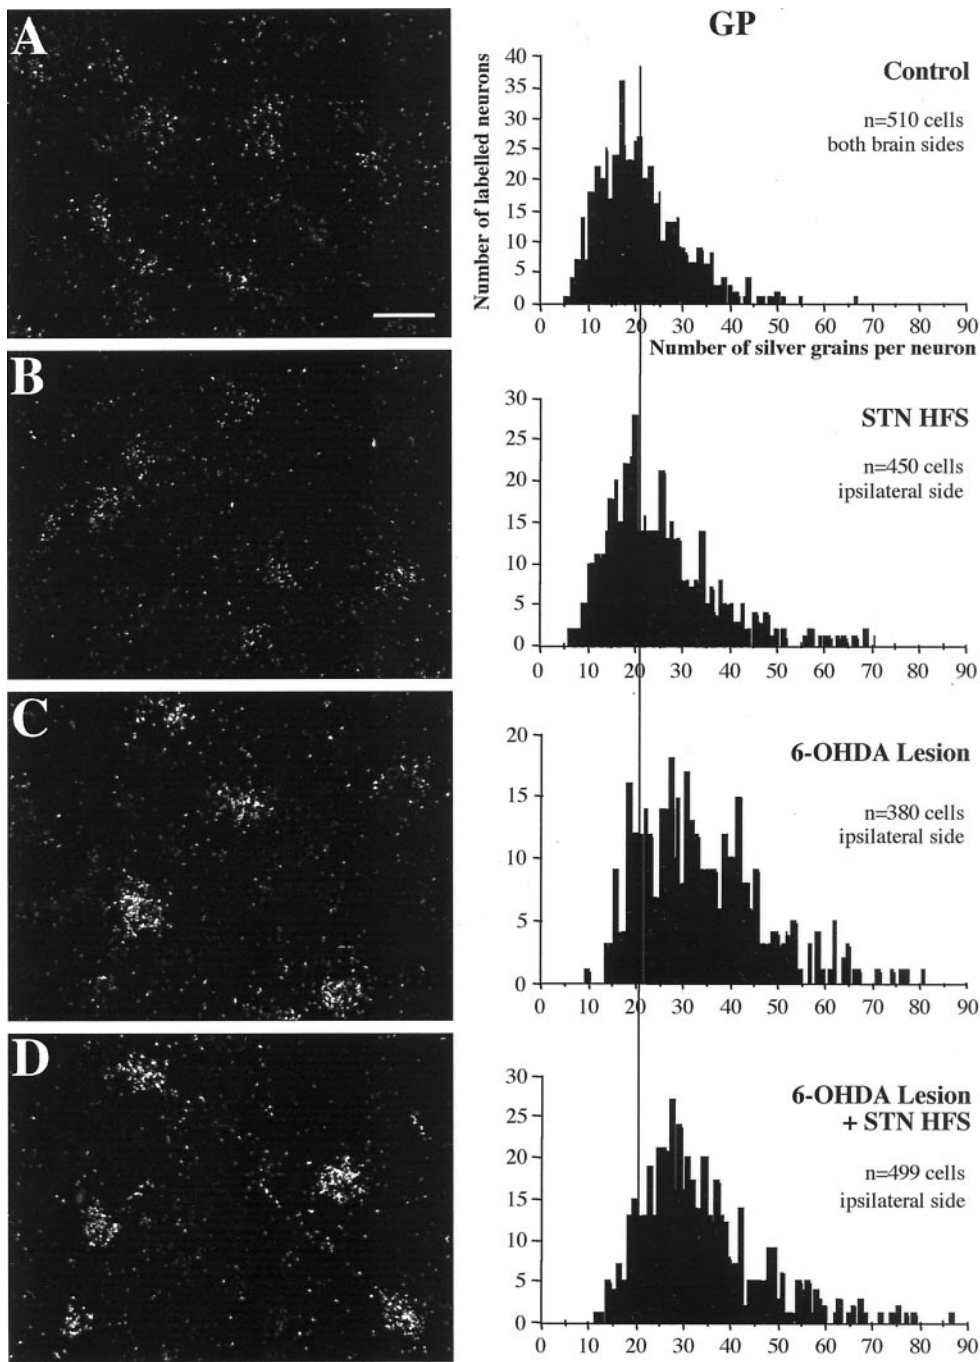 A
GP
Control
n=510 cells
both brain sides
Number of labelled neurons
40
35
30
25
20
15
10
5
0
0 10 20 30 40 50 60 70 80 90
Number of silver grains per neuron
B
STN HFS
n=450 cells
ipsilateral side
30
25
20
15
10
5
0
0 10 20 30 40 50 60 70 80 90
C
6-OHDA Lesion
n=380 cells
ipsilateral side
20
15
10
5
0
0 10 20 30 40 50 60 70 80 90
D
6-OHDA Lesion
+ STN HFS
n=499 cells
ipsilateral side
30
25
20
15
10
5
0
0 10 20 30 40 50 60 70 80 90